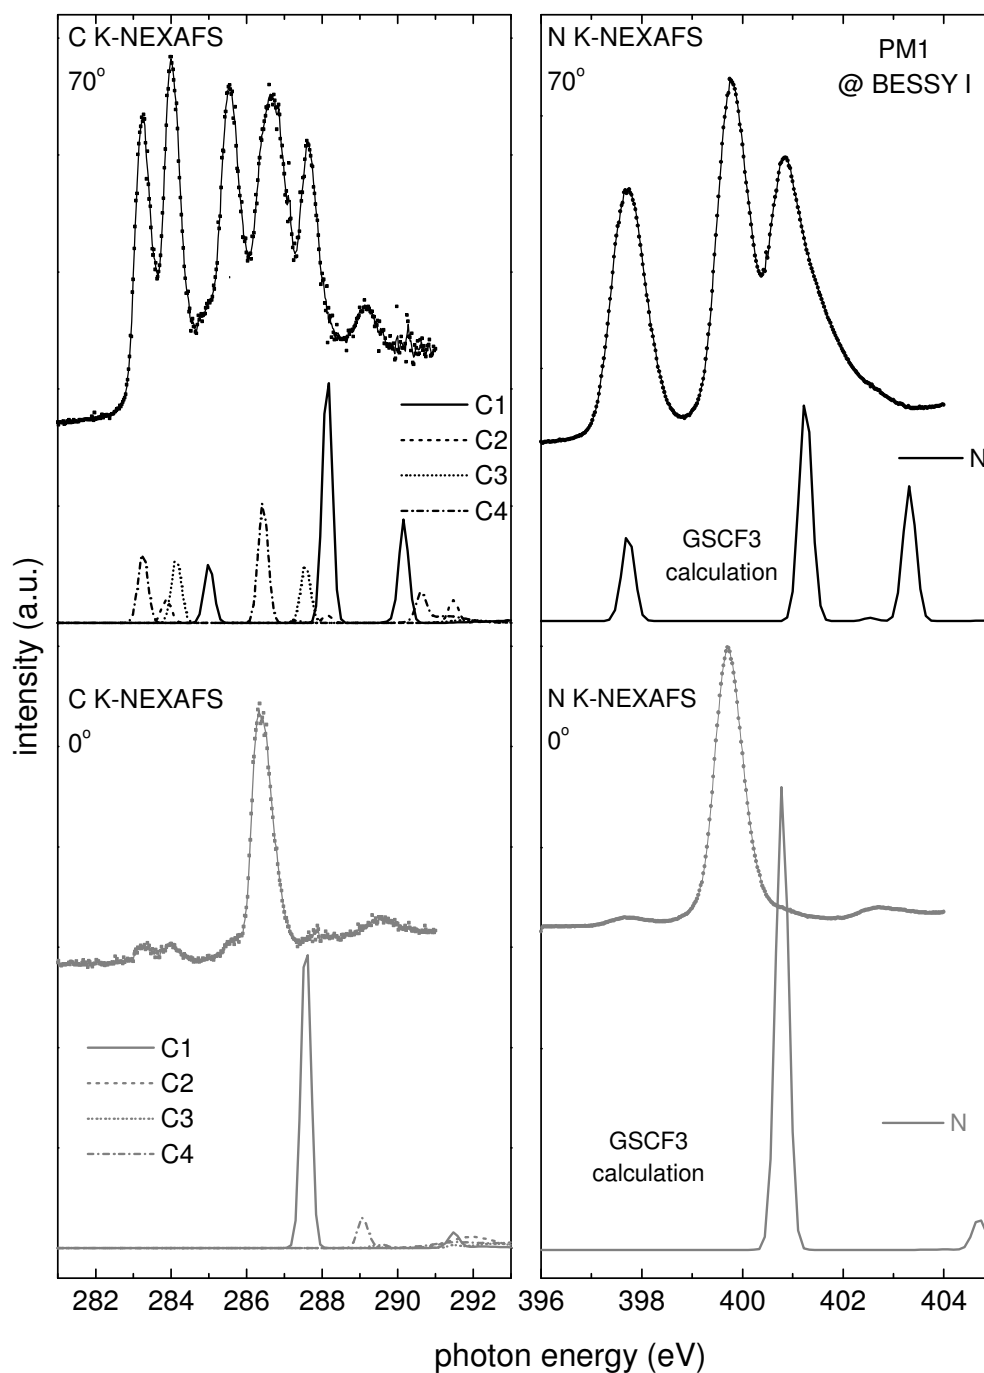 C K-NEXAFS
70°
C1
C2
C3
C4
N K-NEXAFS
70°
PM1
@ BESSY I
N
GSCF3
calculation
intensity (a.u.)
C K-NEXAFS
0°
C1
C2
C3
C4
N K-NEXAFS
0°
N
GSCF3
calculation
282 284 286 288 290 292 396 398 400 402 404
photon energy (eV)